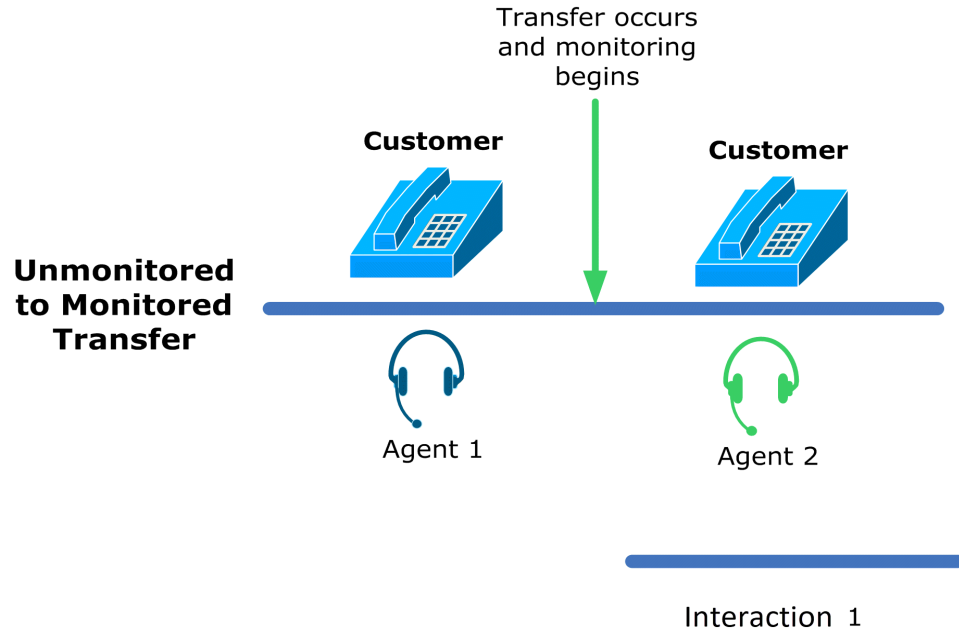 Transfer occurs
and monitoring
begins
Customer
Customer
Unmonitored
to Monitored
Transfer
Agent 1
Agent 2
Interaction 1